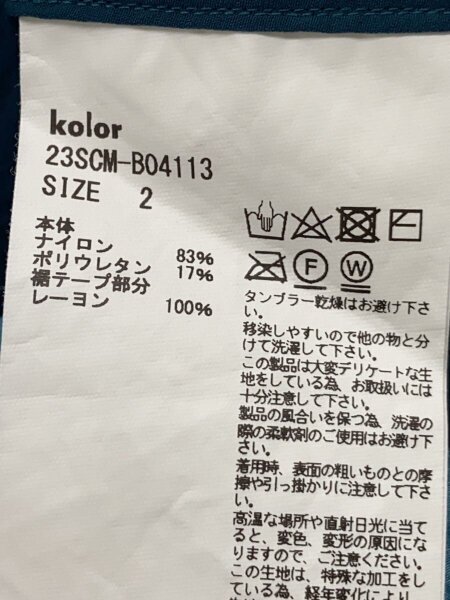 kolor
23SCM-B04113
SIZE 2
本体
ナイロン 83%
ポリウレタン 17%
裾テープ部分
レーヨン 100%
F W
タンブラー乾燥はお避け下さ
い。
移染しやすいので他の物と分
けて洗濯して下さい。
この製品は大変デリケートな生
地をしている為、お取扱いには
十分注意して下さい。
製品の風合いを保つ為、洗濯の
際の柔軟剤のご使用はお避け下
さい。
着用時、表面の粗いものとの摩
擦や引っ掛かりに注意して下さ
い。
高温な場所や直射日光に当て
ると、変色、変形の原因にな
りますので、ご注意ください。
この生地は、特殊な加工をし
ている為、経年変化により